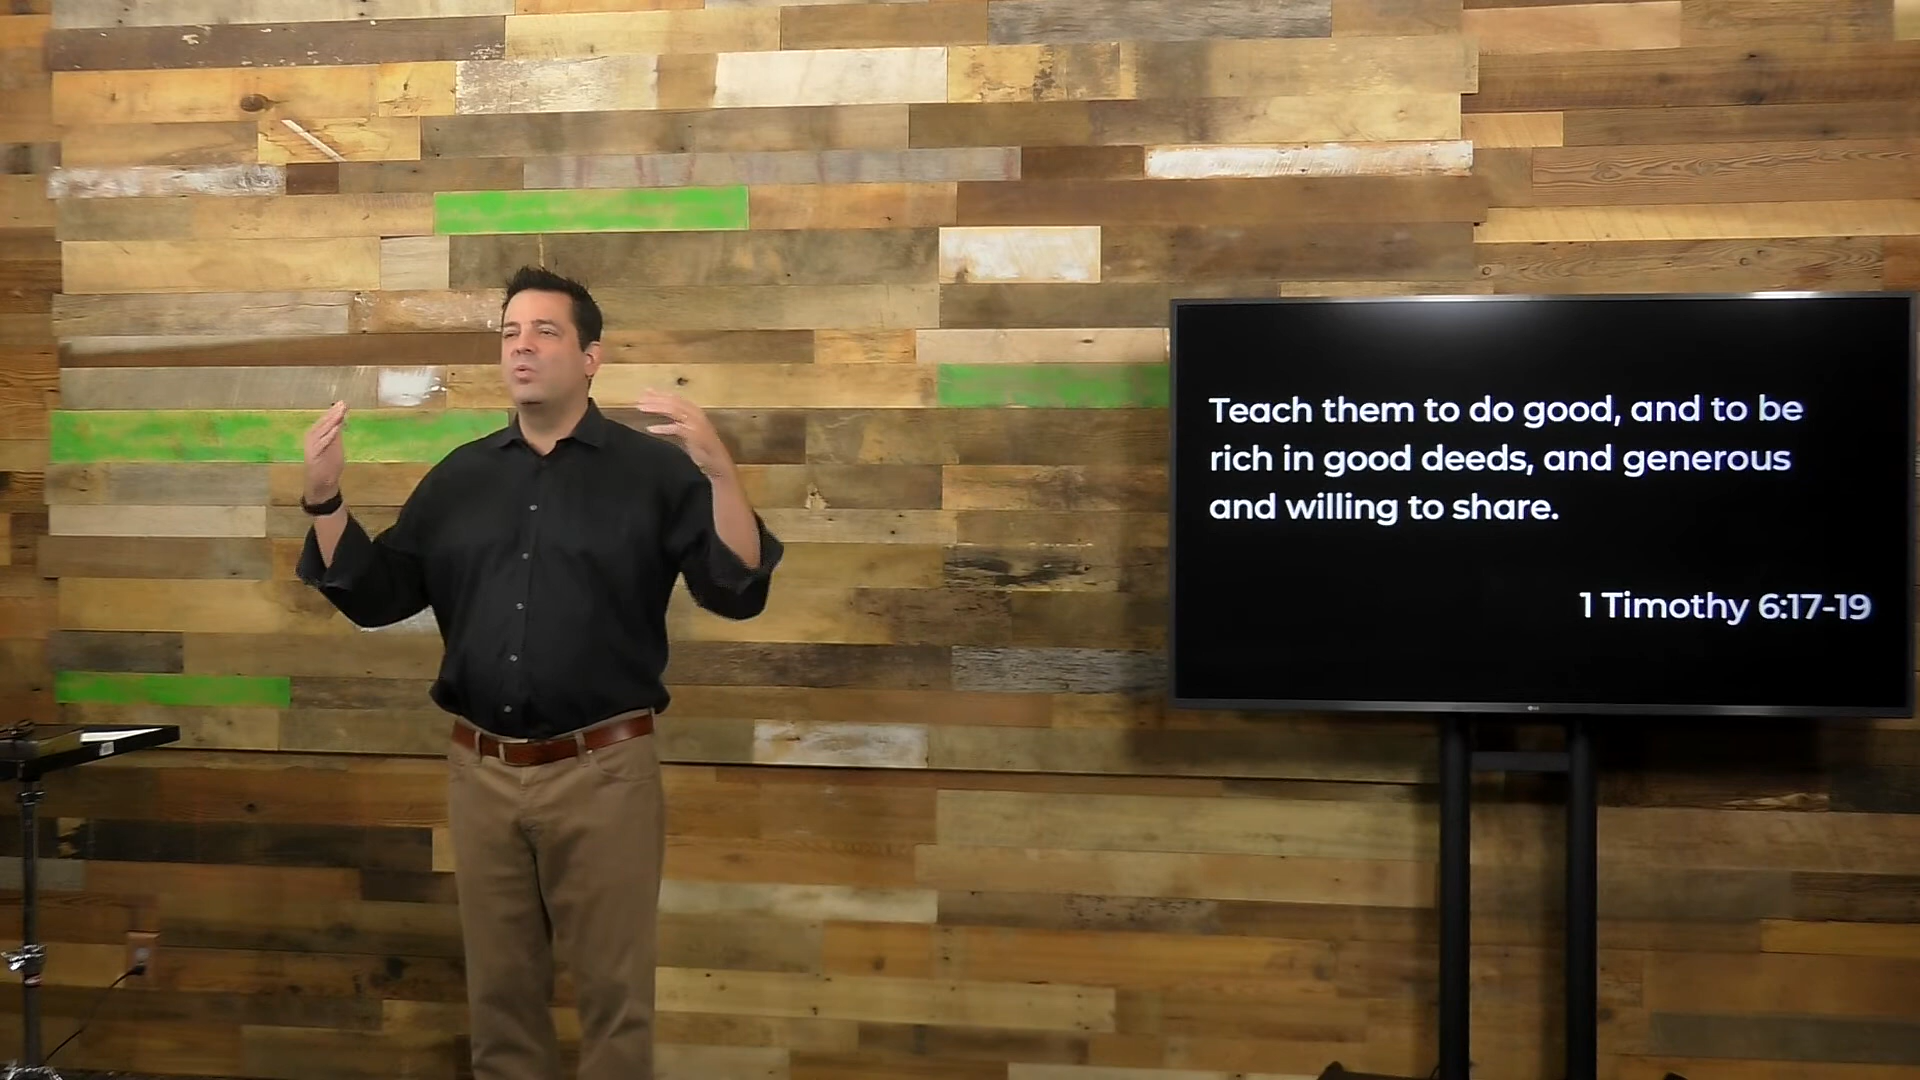 Teach them to do good, and to be
rich in good deeds, and generous
and willing to share.
1 Timothy 6:17-19